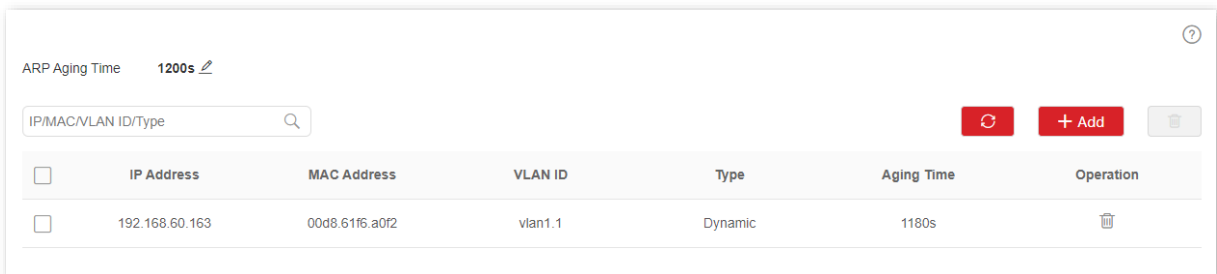 ?
ARP Aging Time 1200s
IP/MAC/VLAN ID/Type
+ Add
IP Address MAC Address VLAN ID Type Aging Time Operation
192.168.60.163 00d8.61f6.a0f2 vlan1.1 Dynamic 1180s